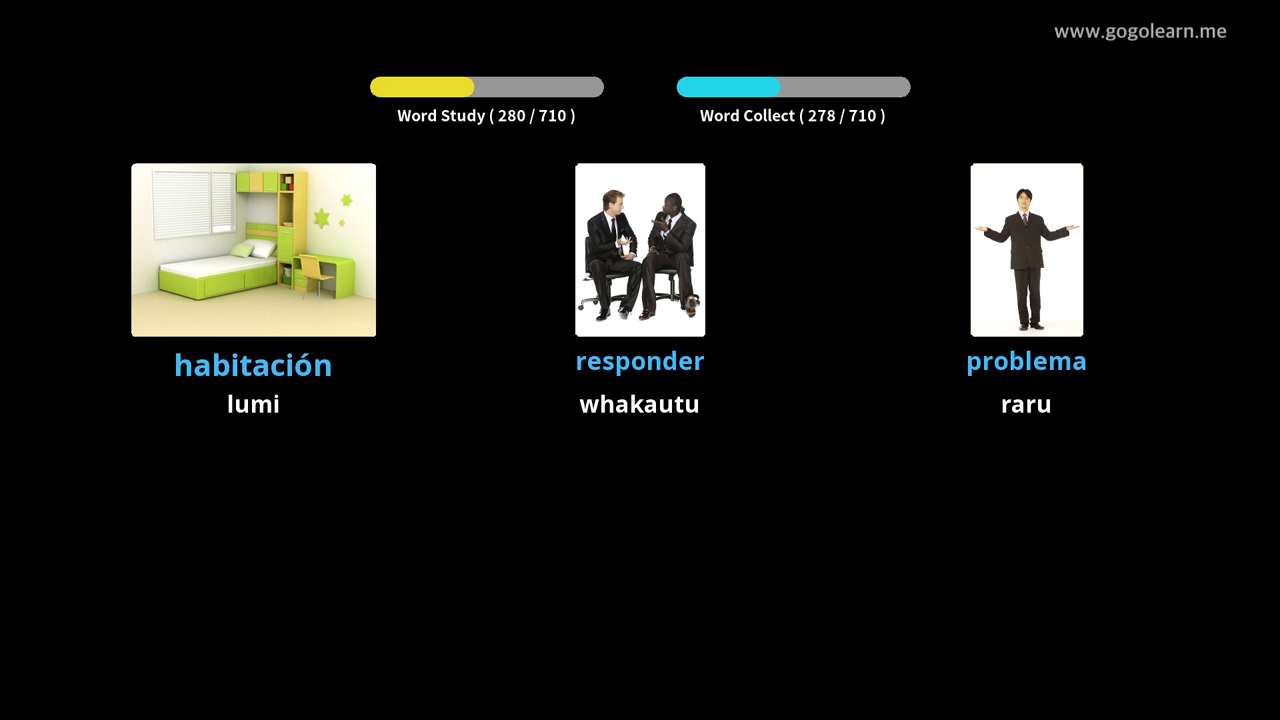 www.gogolearn.me
Word Study ( 280 / 710 )
Word Collect ( 278 / 710 )
habitación
responder
problema
lumi
whakautu
raru